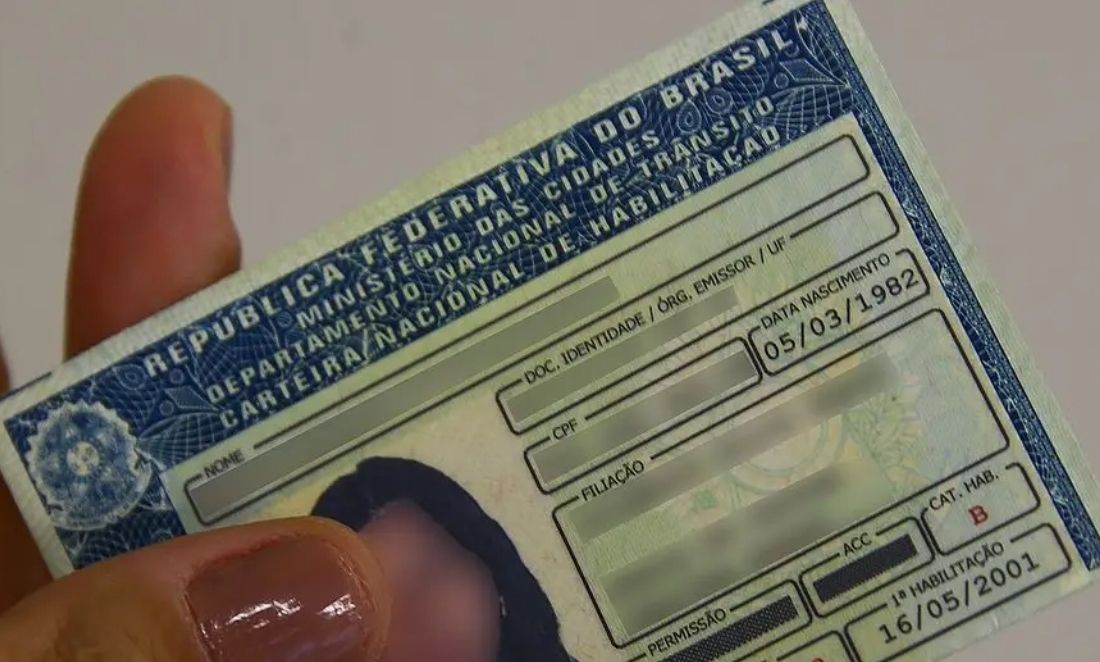 REPÚBLICA FEDERATIVA DO BRASIL
MINISTÉRIO DAS CIDADES
DEPARTAMENTO NACIONAL DE TRÂNSITO
CARTEIRA NACIONAL DE HABILITAÇÃO
NOME
DOC. IDENTIDADE / ÓRG. EMISSOR / UF
CPF
DATA NASCIMENTO
05/03/1982
FILIAÇÃO
PERMISSÃO
ACC
CAT. HAB.
B
1ª HABILITAÇÃO
16/05/2001